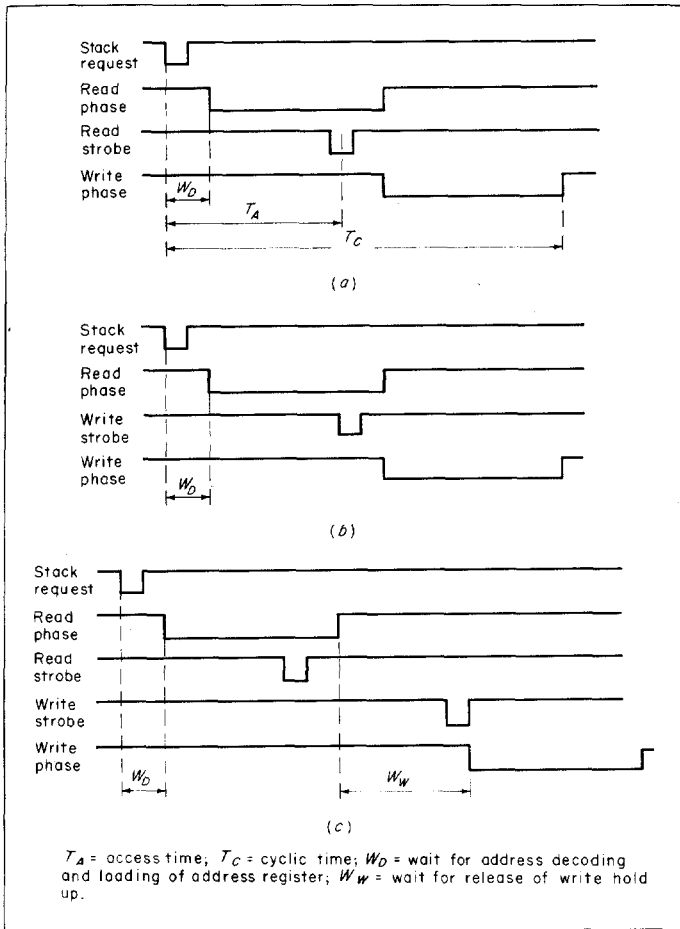 Stack
request
Read
phase
Read
strobe
Write
phase
W_D
T_A
T_C
(a)
Stack
request
Read
phase
Write
strobe
Write
phase
W_D
(b)
Stack
request
Read
phase
Read
strobe
Write
strobe
Write
phase
W_D
W_W
(c)
T_A = access time; T_C = cyclic time; W_D = wait for address decoding
and loading of address register; W_W = wait for release of write hold
up.